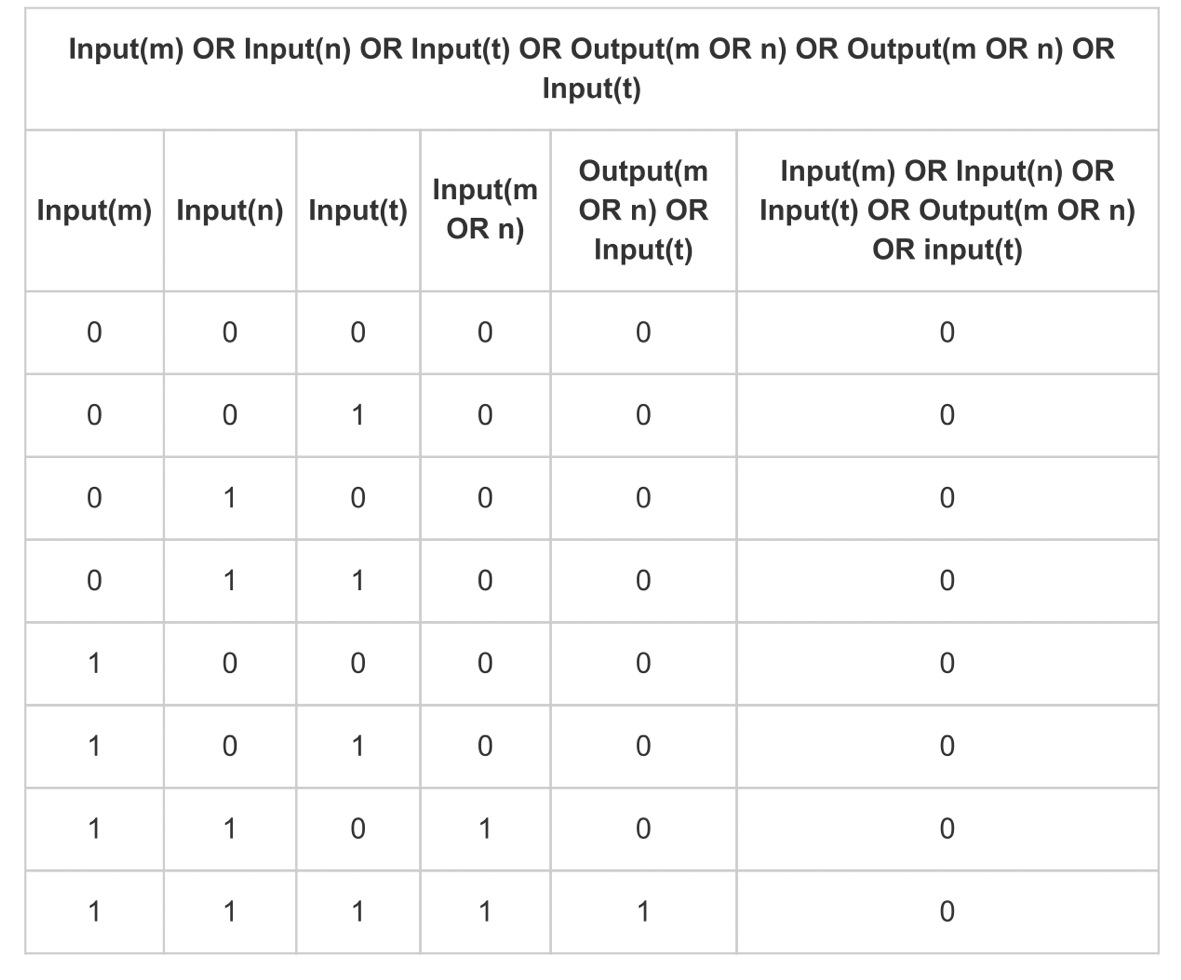 Input(m) OR Input(n) OR Input(t) OR Output(m OR n) OR Output(m OR n) OR
Input(t)
Input(m) Input(n) Input(t) Input(m OR n) Output(m OR n) OR Input(t) Input(m) OR Input(n) OR Input(t) OR Output(m OR n) OR input(t)
0 0 0 0 0 0
0 0 1 0 0 0
0 1 0 0 0 0
0 1 1 0 0 0
1 0 0 0 0 0
1 0 1 0 0 0
1 1 0 1 0 0
1 1 1 1 1 0